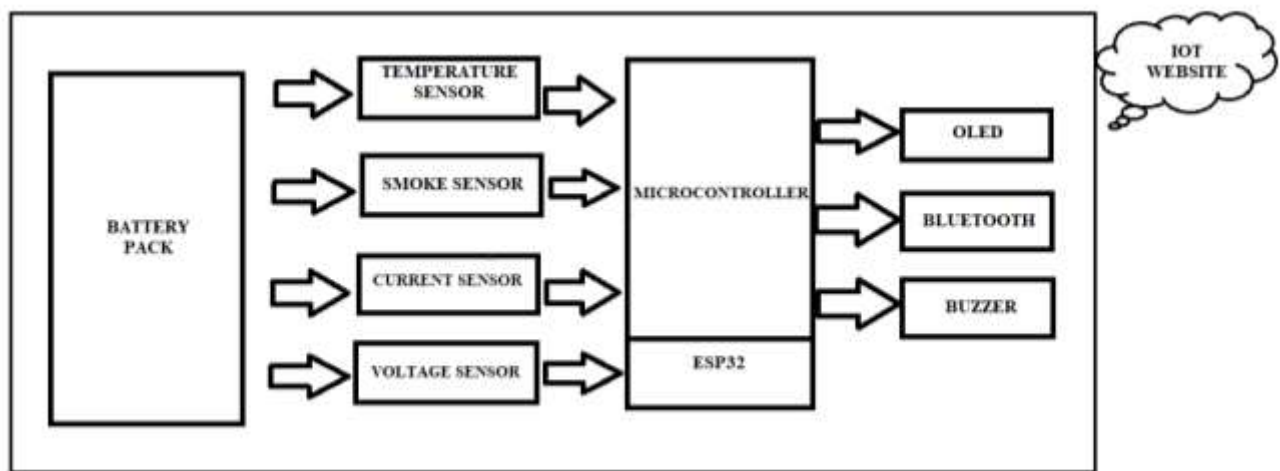 BATTERY
PACK
TEMPERATURE
SENSOR
SMOKE SENSOR
CURRENT SENSOR
VOLTAGE SENSOR
MICROCONTROLLER
ESP32
OLED
BLUETOOTH
BUZZER
IOT
WEBSITE